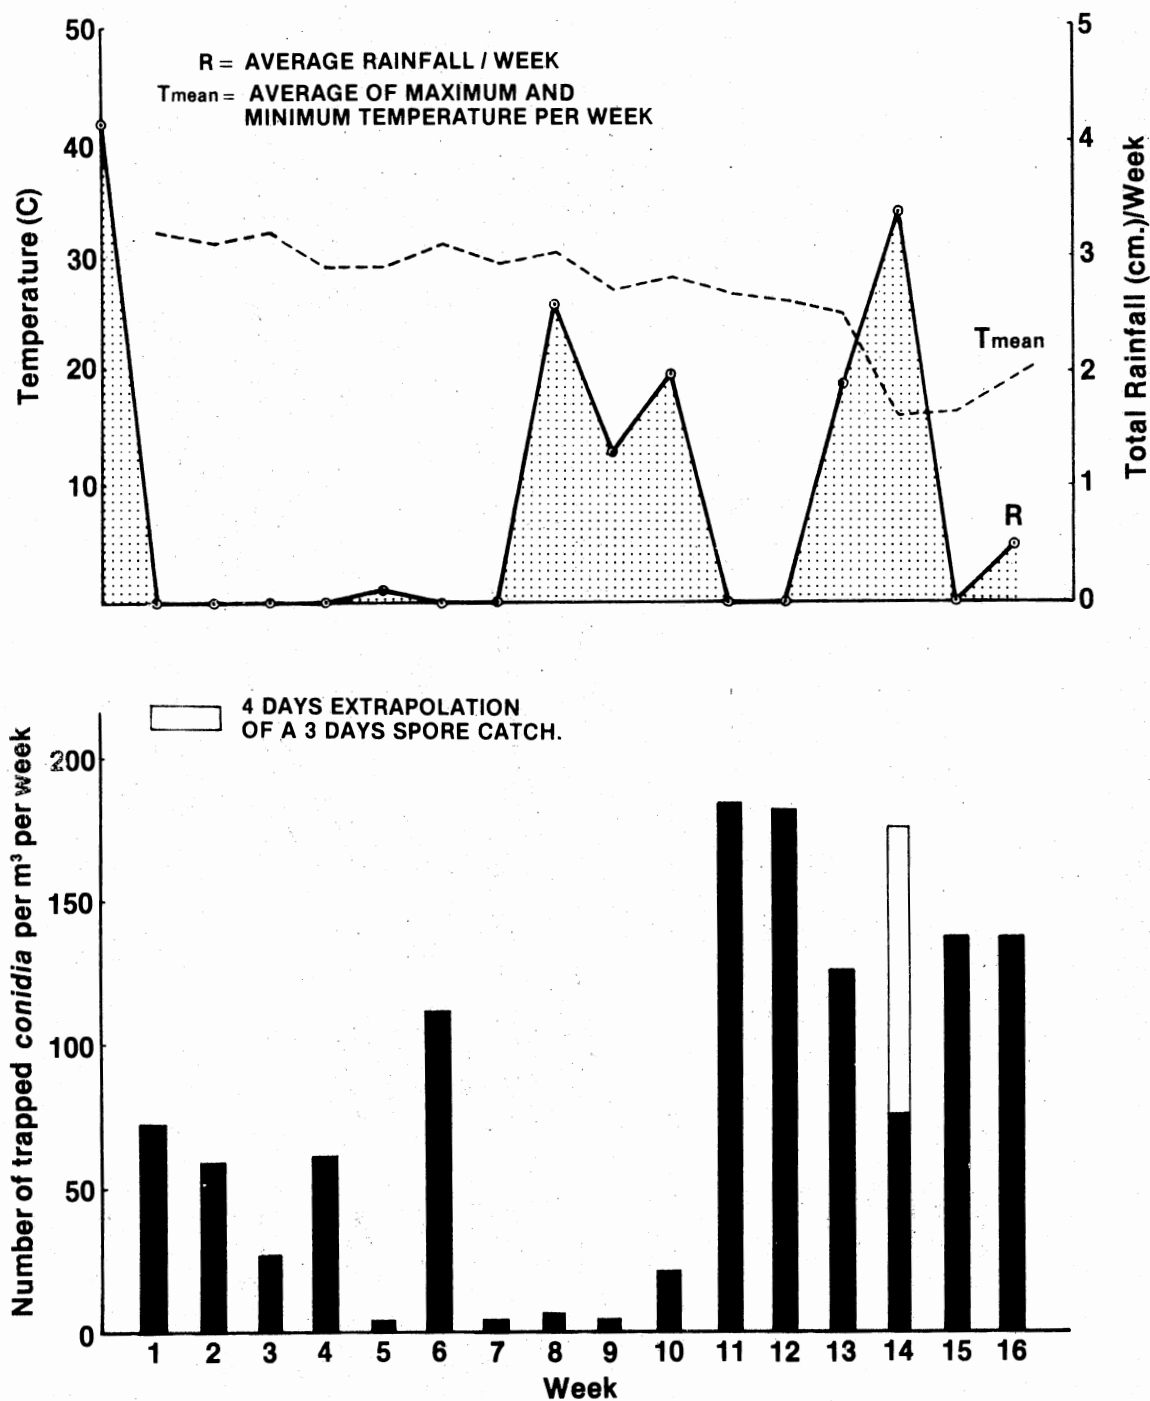 50
40
30
20
10
Temperature (C)
R = AVERAGE RAINFALL / WEEK
Tmean = AVERAGE OF MAXIMUM AND
MINIMUM TEMPERATURE PER WEEK
5
4
3
2
1
0
Total Rainfall (cm.)/Week
Tmean
R
4 DAYS EXTRAPOLATION
OF A 3 DAYS SPORE CATCH.
200
150
100
50
0
Number of trapped conidia per m³ per week
1 2 3 4 5 6 7 8 9 10 11 12 13 14 15 16
Week